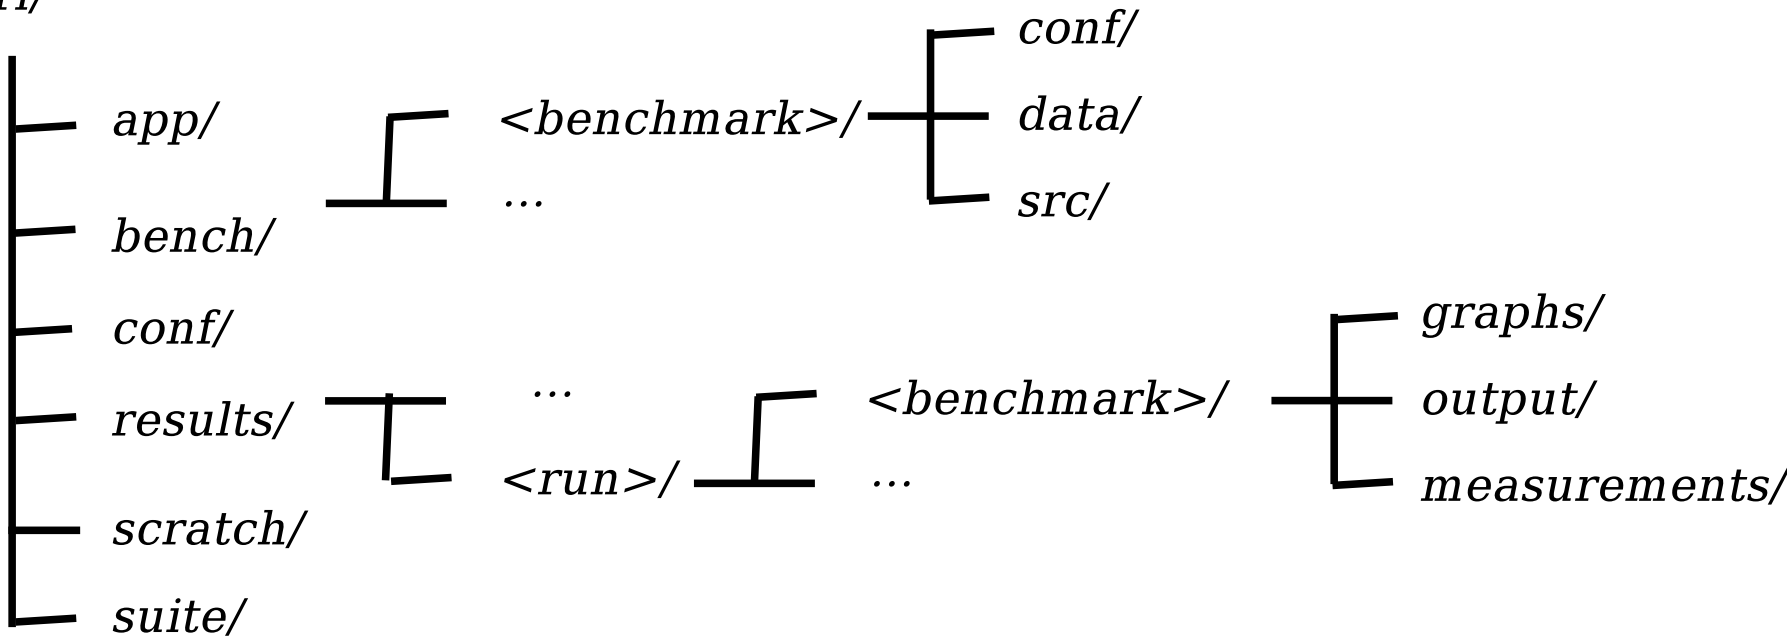 conf/
app/ <benchmark>/ data/
... src/
bench/
conf/ graphs/
results/ ... <benchmark>/ output/
<run>/ ... measurements/
scratch/
suite/